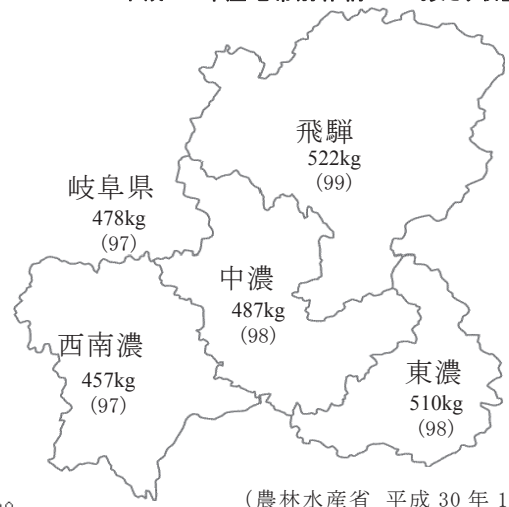 飛騨
522kg
(99)
岐阜県
478kg
(97)
中濃
487kg
(98)
西南濃
457kg
(97)
東濃
510kg
(98)
(農林水産省 平成 30 年 1